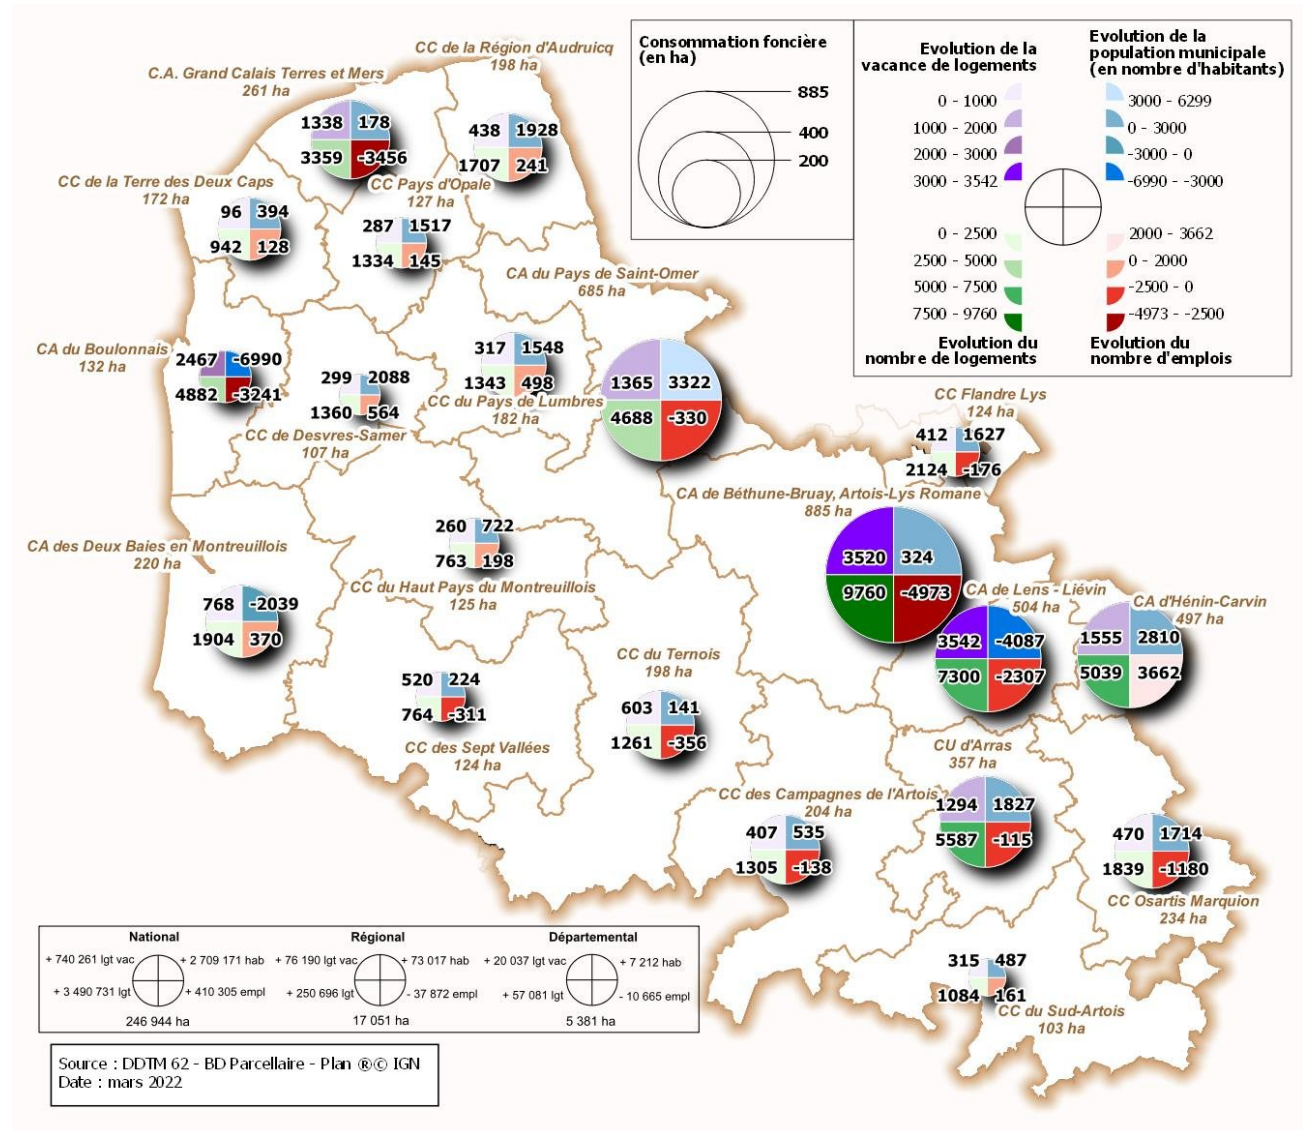 CC de la Région d'Audruicq
198 ha
C.A. Grand Calais Terres et Mers
261 ha
1338 178
3359 -3456
438 1928
1707 241
CC de la Terre des Deux Caps
172 ha
96 394
942 128
CC Pays d'Opale
127 ha
287 1517
1334 145
CA du Pays de Saint-Omer
685 ha
1365 3322
4688 -330
CA du Boulonnais
132 ha
2467 -6990
4882 -3241
299 2088
1360 564
CC de Desvres-Samer
107 ha
317 1548
1343 498
CC du Pays de Lumbres
182 ha
CC Flandre Lys
124 ha
412 1627
2124 -176
CA de Béthune-Bruay, Artois-Lys Romane
885 ha
3520 324
9760 -4973
CA des Deux Baies en Montreuillois
220 ha
768 -2039
1904 370
260 722
763 198
CC du Haut Pays du Montreuillois
125 ha
CA de Lens - Liévin
504 ha
3542 -4087
7300 -2307
CA d'Hénin-Carvin
497 ha
1555 2810
5039 3662
CC du Ternois
198 ha
603 141
1261 -356
520 224
764 -311
CC des Sept Vallées
124 ha
CU d'Arras
357 ha
1294 1827
5587 -115
CC des Campagnes de l'Artois
204 ha
407 535
1305 -138
470 1714
1839 -1180
CC Osartis Marquion
234 ha
315 487
1084 161
CC du Sud-Artois
103 ha
Consommation foncière
(en ha)
885
400
200
Evolution de la
vacance de logements
0 - 1000
1000 - 2000
2000 - 3000
3000 - 3542
Evolution de la
population municipale
(en nombre d'habitants)
3000 - 6299
0 - 3000
-3000 - 0
-6990 - -3000
0 - 2500
2500 - 5000
5000 - 7500
7500 - 9760
Evolution du
nombre de logements
2000 - 3662
0 - 2000
-2500 - 0
-4973 - -2500
Evolution du
nombre d'emplois
National
+ 740 261 lgt vac + 2 709 171 hab
+ 3 490 731 lgt + 410 305 empl
246 944 ha
Régional
+ 76 190 lgt vac + 73 017 hab
+ 250 696 lgt - 37 872 empl
17 051 ha
Départemental
+ 20 037 lgt vac + 7 212 hab
+ 57 081 lgt - 10 665 empl
5 381 ha
Source : DDTM 62 - BD Parcellaire - Plan ®© IGN
Date : mars 2022